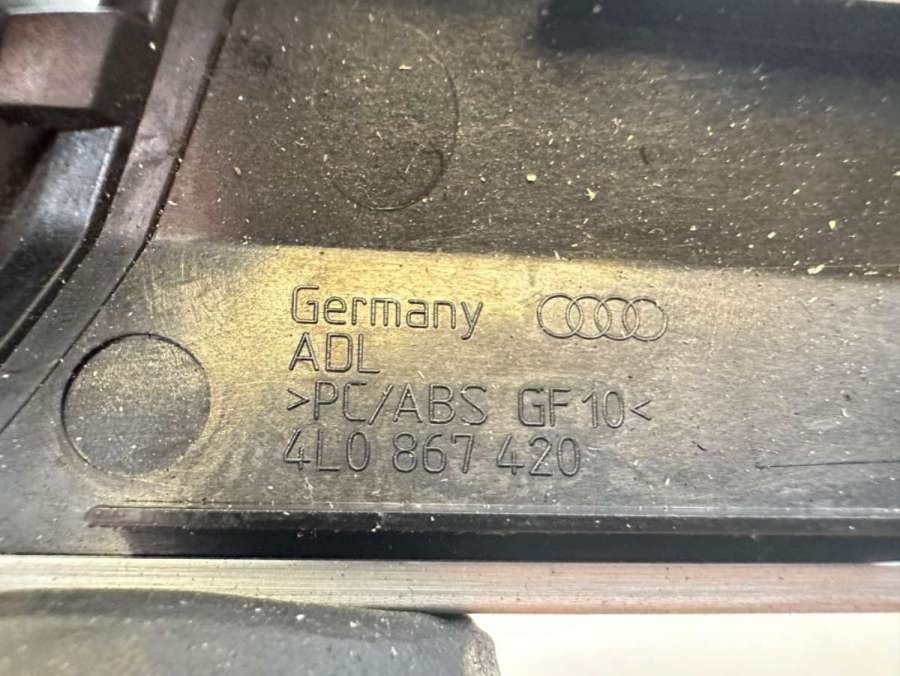 Germany
ADL
>PC/ABS GF10<
4L0 867 420